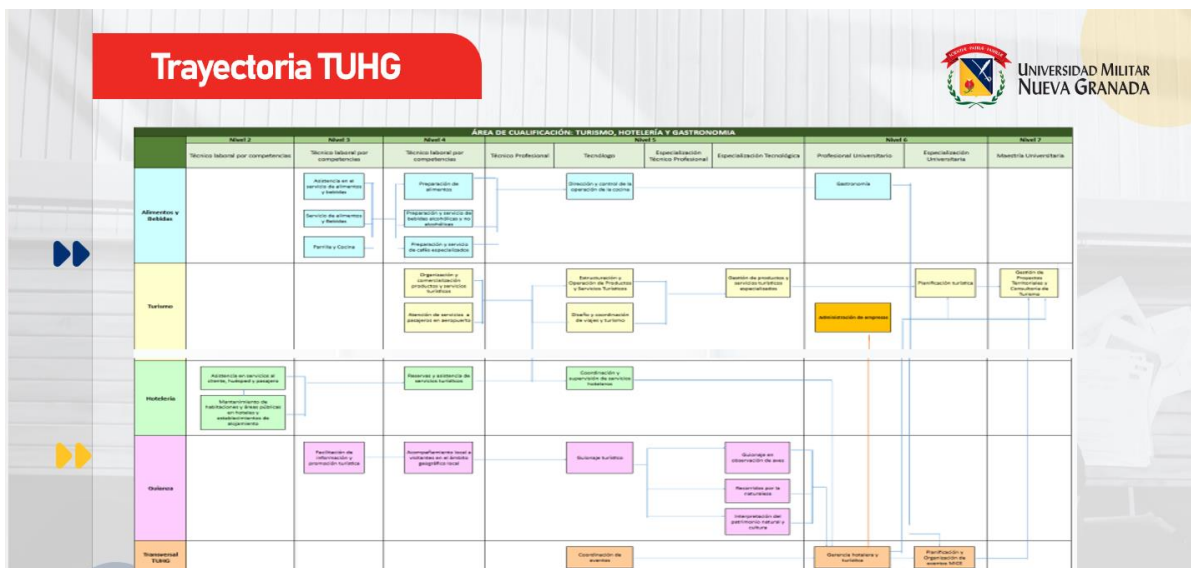 Trayectoria TUHG
UNIVERSIDAD MILITAR
NUEVA GRANADA
ÁREA DE CUALIFICACIÓN: TURISMO, HOTELERÍA Y GASTRONOMIA
Nivel 2
Nivel 3
Nivel 4
Nivel 5
Nivel 6
Nivel 7
Técnico laboral por competencias
Técnico laboral por
competencias
Técnico laboral por
competencias
Técnico Profesional
Tecnólogo
Especialización
Técnico Profesional
Especialización Tecnológica
Profesional Universitario
Especialización
Universitaria
Maestría Universitaria
Alimentos y
Bebidas
Asistencia en el
servicio de alimentos
y bebidas
Servicio de alimentos
y Bebidas
Parrilla y Cocina
Preparación de
alimentos
Preparación y servicio de
bebidas alcohólicas y no
alcohólicas
Preparación y servicio
de cafés especializados
Dirección y control de la
operación de la cocina
Gastronomía
Turismo
Organización y
comercialización
productos y servicios
turísticos
Atención de servicios a
pasajeros en aeropuerto
Estructuración y
Operación de Productos
y Servicios Turísticos
Diseño y coordinación
de viajes y turismo
Gestión de productos y
servicios turísticos
especializados
Administración de empresas
Planificación turística
Gestión de
Proyectos
Territoriales y
Consultoría de
Turismo
Hotelería
Asistencia en servicios al
cliente, huésped y pasajero
Mantenimiento de
habitaciones y áreas públicas
en hoteles y
establecimientos de
alojamiento
Reservas y asistencia de
servicios turísticos
Coordinación y
supervisión de servicios
hoteleros
Guianza
Facilitación de
información y
promoción turística
Acompañamiento local a
visitantes en el ámbito
geográfico local
Guionaje turístico
Guionaje en
observación de aves
Recorridos por la
naturaleza
Interpretación del
patrimonio natural y
cultura
Transversal
TUHG
Coordinación de
eventos
Gerencia hotelera y
turística
Planificación y
Organización de
eventos MICE